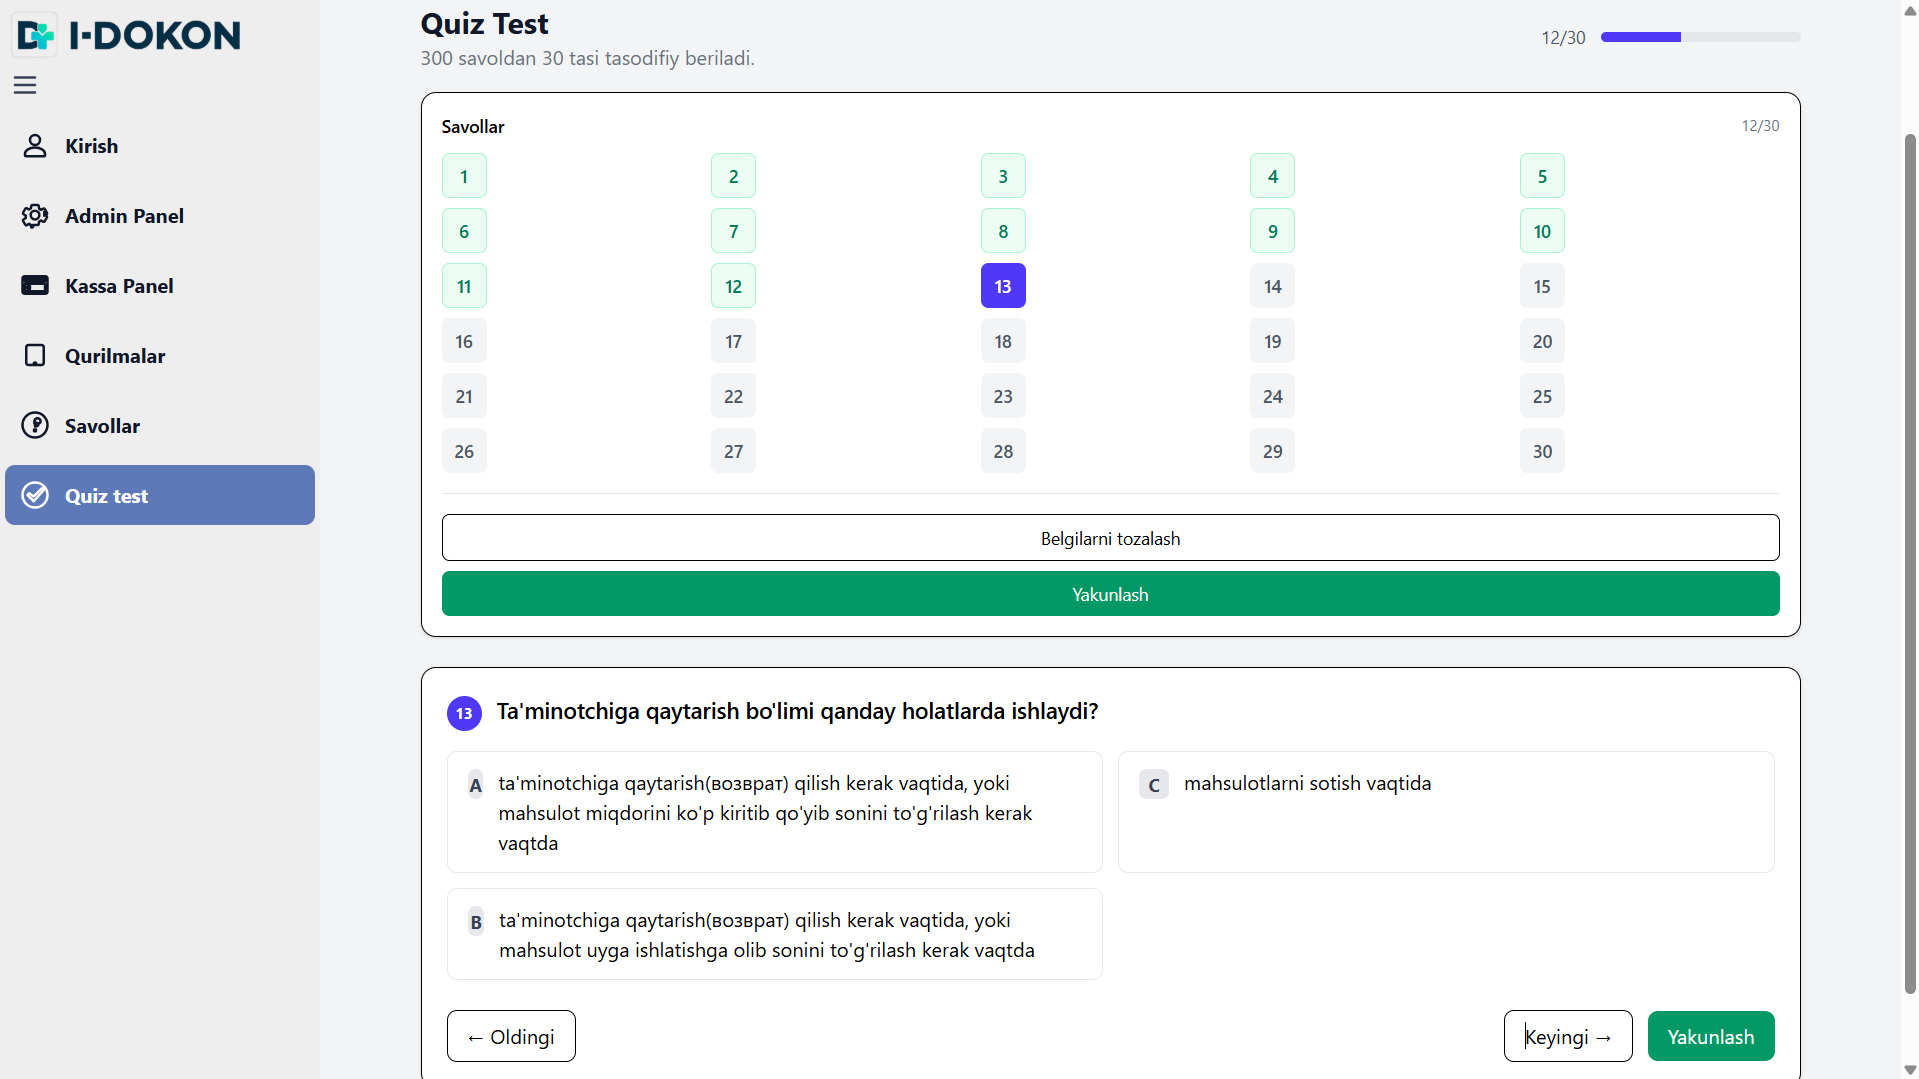 I-DOKON
Kirish
Admin Panel
Kassa Panel
Qurilmalar
Savollar
Quiz test
Quiz Test
300 savoldan 30 tasi tasodifiy beriladi.
12/30
Savollar
12/30
1 2 3 4 5
6 7 8 9 10
11 12 13 14 15
16 17 18 19 20
21 22 23 24 25
26 27 28 29 30
Belgilarni tozalash
Yakunlash
13 Ta'minotchiga qaytarish bo'limi qanday holatlarda ishlaydi?
A ta'minotchiga qaytarish(возврат) qilish kerak vaqtida, yoki
mahsulot miqdorini ko'p kiritib qo'yib sonini to'g'rilash kerak
vaqtda
C mahsulotlarni sotish vaqtida
B ta'minotchiga qaytarish(возврат) qilish kerak vaqtida, yoki
mahsulot uyga ishlatishga olib sonini to'g'rilash kerak vaqtda
← Oldingi
Keyingi →
Yakunlash